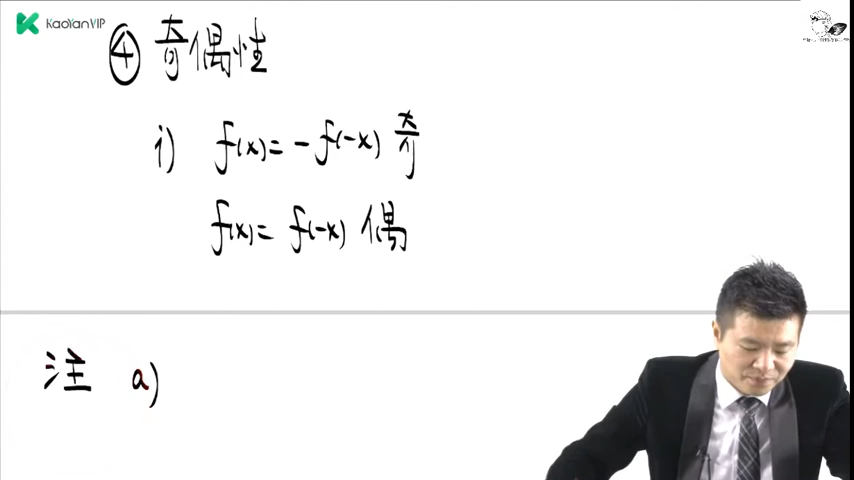 KaoYanVIP
④ 奇偶性
i) f(x)= -f(-x) 奇
f(x)= f(-x) 偶
注 a)